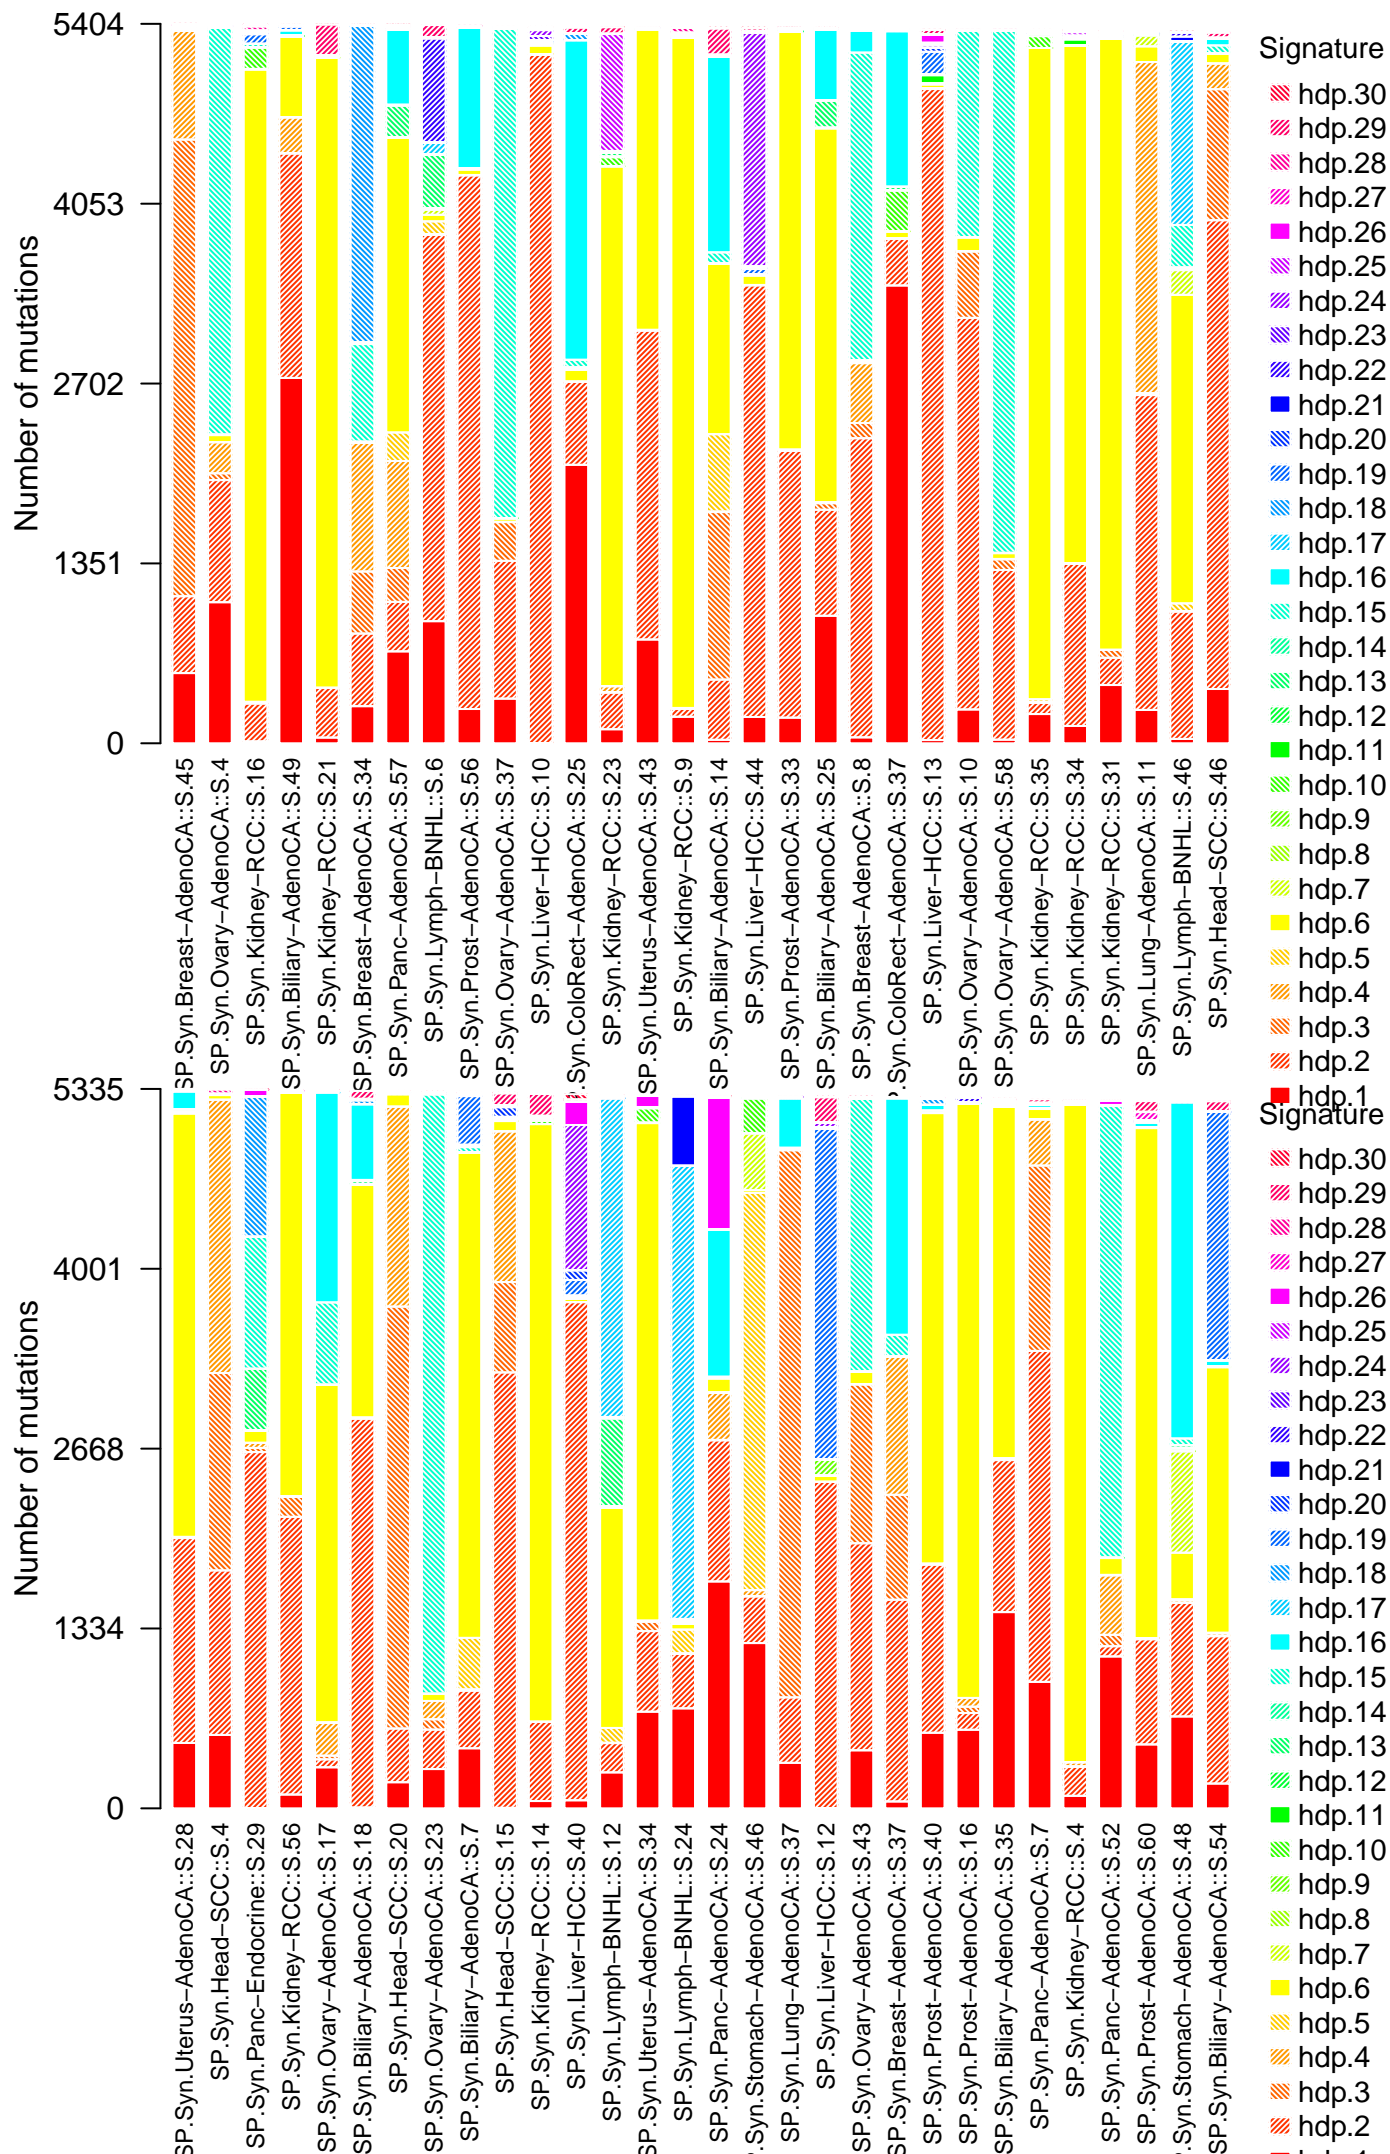 Number of mutations
5404
4053
2702
1351
0
SP.Syn.Breast−AdenoCA::S.45
SP.Syn.Ovary−AdenoCA::S.4
SP.Syn.Kidney−RCC::S.16
SP.Syn.Biliary−AdenoCA::S.49
SP.Syn.Kidney−RCC::S.21
SP.Syn.Breast−AdenoCA::S.34
SP.Syn.Panc−AdenoCA::S.57
SP.Syn.Lymph−BNHL::S.6
SP.Syn.Prost−AdenoCA::S.56
SP.Syn.Ovary−AdenoCA::S.37
SP.Syn.Liver−HCC::S.10
.Syn.ColoRect−AdenoCA::S.25
SP.Syn.Kidney−RCC::S.23
SP.Syn.Uterus−AdenoCA::S.43
SP.Syn.Kidney−RCC::S.9
SP.Syn.Biliary−AdenoCA::S.14
SP.Syn.Liver−HCC::S.44
SP.Syn.Prost−AdenoCA::S.33
SP.Syn.Biliary−AdenoCA::S.25
SP.Syn.Breast−AdenoCA::S.8
.Syn.ColoRect−AdenoCA::S.37
SP.Syn.Liver−HCC::S.13
SP.Syn.Ovary−AdenoCA::S.10
SP.Syn.Ovary−AdenoCA::S.58
SP.Syn.Kidney−RCC::S.35
SP.Syn.Kidney−RCC::S.34
SP.Syn.Kidney−RCC::S.31
SP.Syn.Lung−AdenoCA::S.11
SP.Syn.Lymph−BNHL::S.46
SP.Syn.Head−SCC::S.46
Signature
hdp.30
hdp.29
hdp.28
hdp.27
hdp.26
hdp.25
hdp.24
hdp.23
hdp.22
hdp.21
hdp.20
hdp.19
hdp.18
hdp.17
hdp.16
hdp.15
hdp.14
hdp.13
hdp.12
hdp.11
hdp.10
hdp.9
hdp.8
hdp.7
hdp.6
hdp.5
hdp.4
hdp.3
hdp.2
hdp.1
Number of mutations
5335
4001
2668
1334
0
SP.Syn.Uterus−AdenoCA::S.28
SP.Syn.Head−SCC::S.4
SP.Syn.Panc−Endocrine::S.29
SP.Syn.Kidney−RCC::S.56
SP.Syn.Ovary−AdenoCA::S.17
SP.Syn.Biliary−AdenoCA::S.18
SP.Syn.Head−SCC::S.20
SP.Syn.Ovary−AdenoCA::S.23
SP.Syn.Biliary−AdenoCA::S.7
SP.Syn.Head−SCC::S.15
SP.Syn.Kidney−RCC::S.14
SP.Syn.Liver−HCC::S.40
SP.Syn.Lymph−BNHL::S.12
SP.Syn.Uterus−AdenoCA::S.34
SP.Syn.Lymph−BNHL::S.24
SP.Syn.Panc−AdenoCA::S.24
.Syn.Stomach−AdenoCA::S.46
SP.Syn.Lung−AdenoCA::S.37
SP.Syn.Liver−HCC::S.12
SP.Syn.Ovary−AdenoCA::S.43
SP.Syn.Breast−AdenoCA::S.37
SP.Syn.Prost−AdenoCA::S.40
SP.Syn.Prost−AdenoCA::S.16
SP.Syn.Biliary−AdenoCA::S.35
SP.Syn.Panc−AdenoCA::S.7
SP.Syn.Kidney−RCC::S.4
SP.Syn.Panc−AdenoCA::S.52
SP.Syn.Prost−AdenoCA::S.60
.Syn.Stomach−AdenoCA::S.48
SP.Syn.Biliary−AdenoCA::S.54
Signature
hdp.30
hdp.29
hdp.28
hdp.27
hdp.26
hdp.25
hdp.24
hdp.23
hdp.22
hdp.21
hdp.20
hdp.19
hdp.18
hdp.17
hdp.16
hdp.15
hdp.14
hdp.13
hdp.12
hdp.11
hdp.10
hdp.9
hdp.8
hdp.7
hdp.6
hdp.5
hdp.4
hdp.3
hdp.2